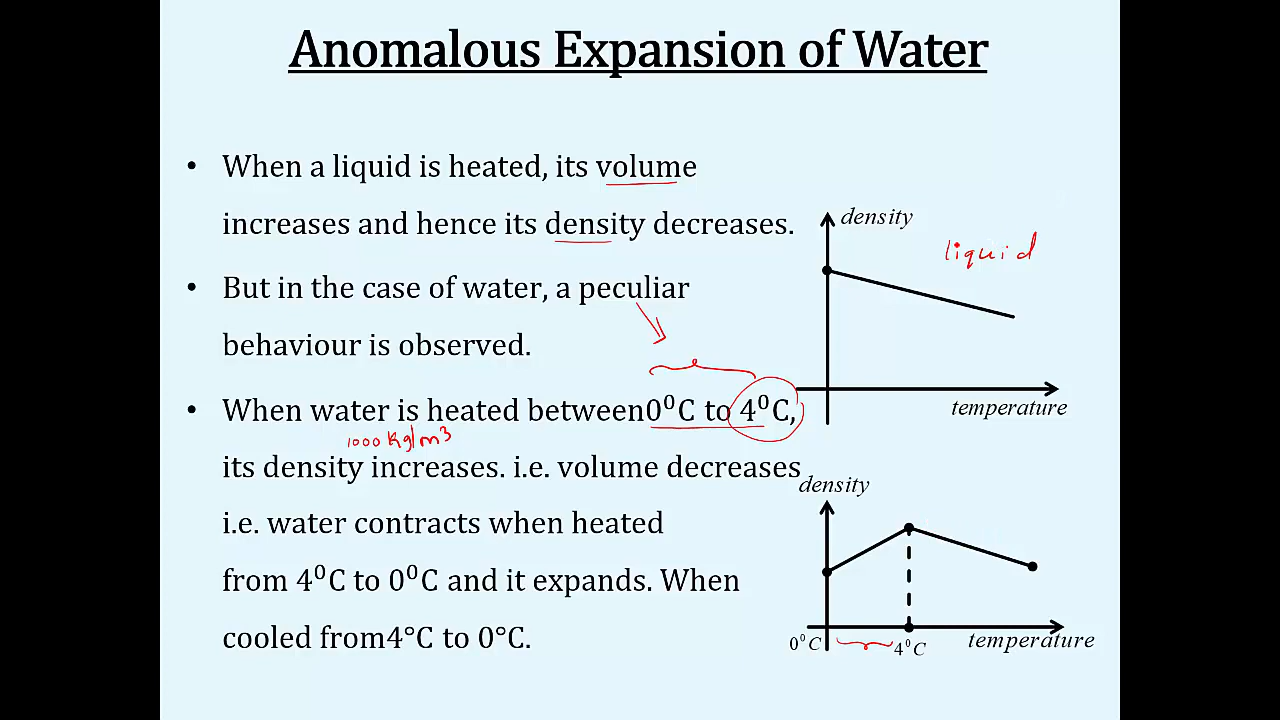 Anomalous Expansion of Water
• When a liquid is heated, its volume
increases and hence its density decreases.
• But in the case of water, a peculiar
behaviour is observed.
• When water is heated between0⁰C to 4⁰C,
1000 kg/m³
its density increases. i.e. volume decreases
i.e. water contracts when heated
from 4⁰C to 0⁰C and it expands. When
cooled from4°C to 0°C.
density
liquid
temperature
density
0⁰C
4⁰C
temperature